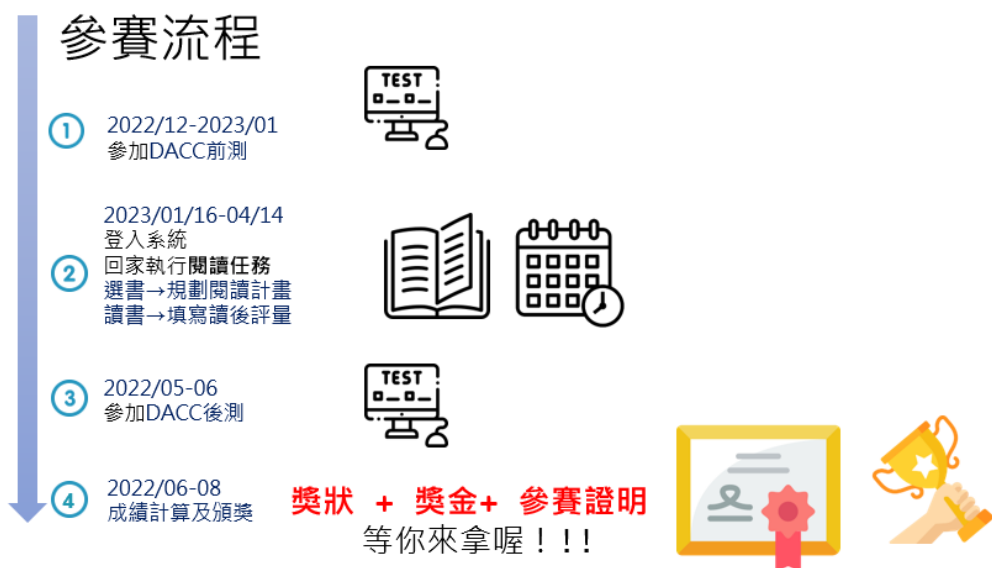 參賽流程
TEST
1
2022/12-2023/01
參加DACC前測
2
2023/01/16-04/14
登入系統
回家執行閱讀任務
選書→規劃閱讀計畫
讀書→填寫讀後評量
3
2022/05-06
參加DACC後測
TEST
4
2022/06-08
成績計算及頒獎
獎狀 + 獎金+ 參賽證明
等你來拿喔！!!